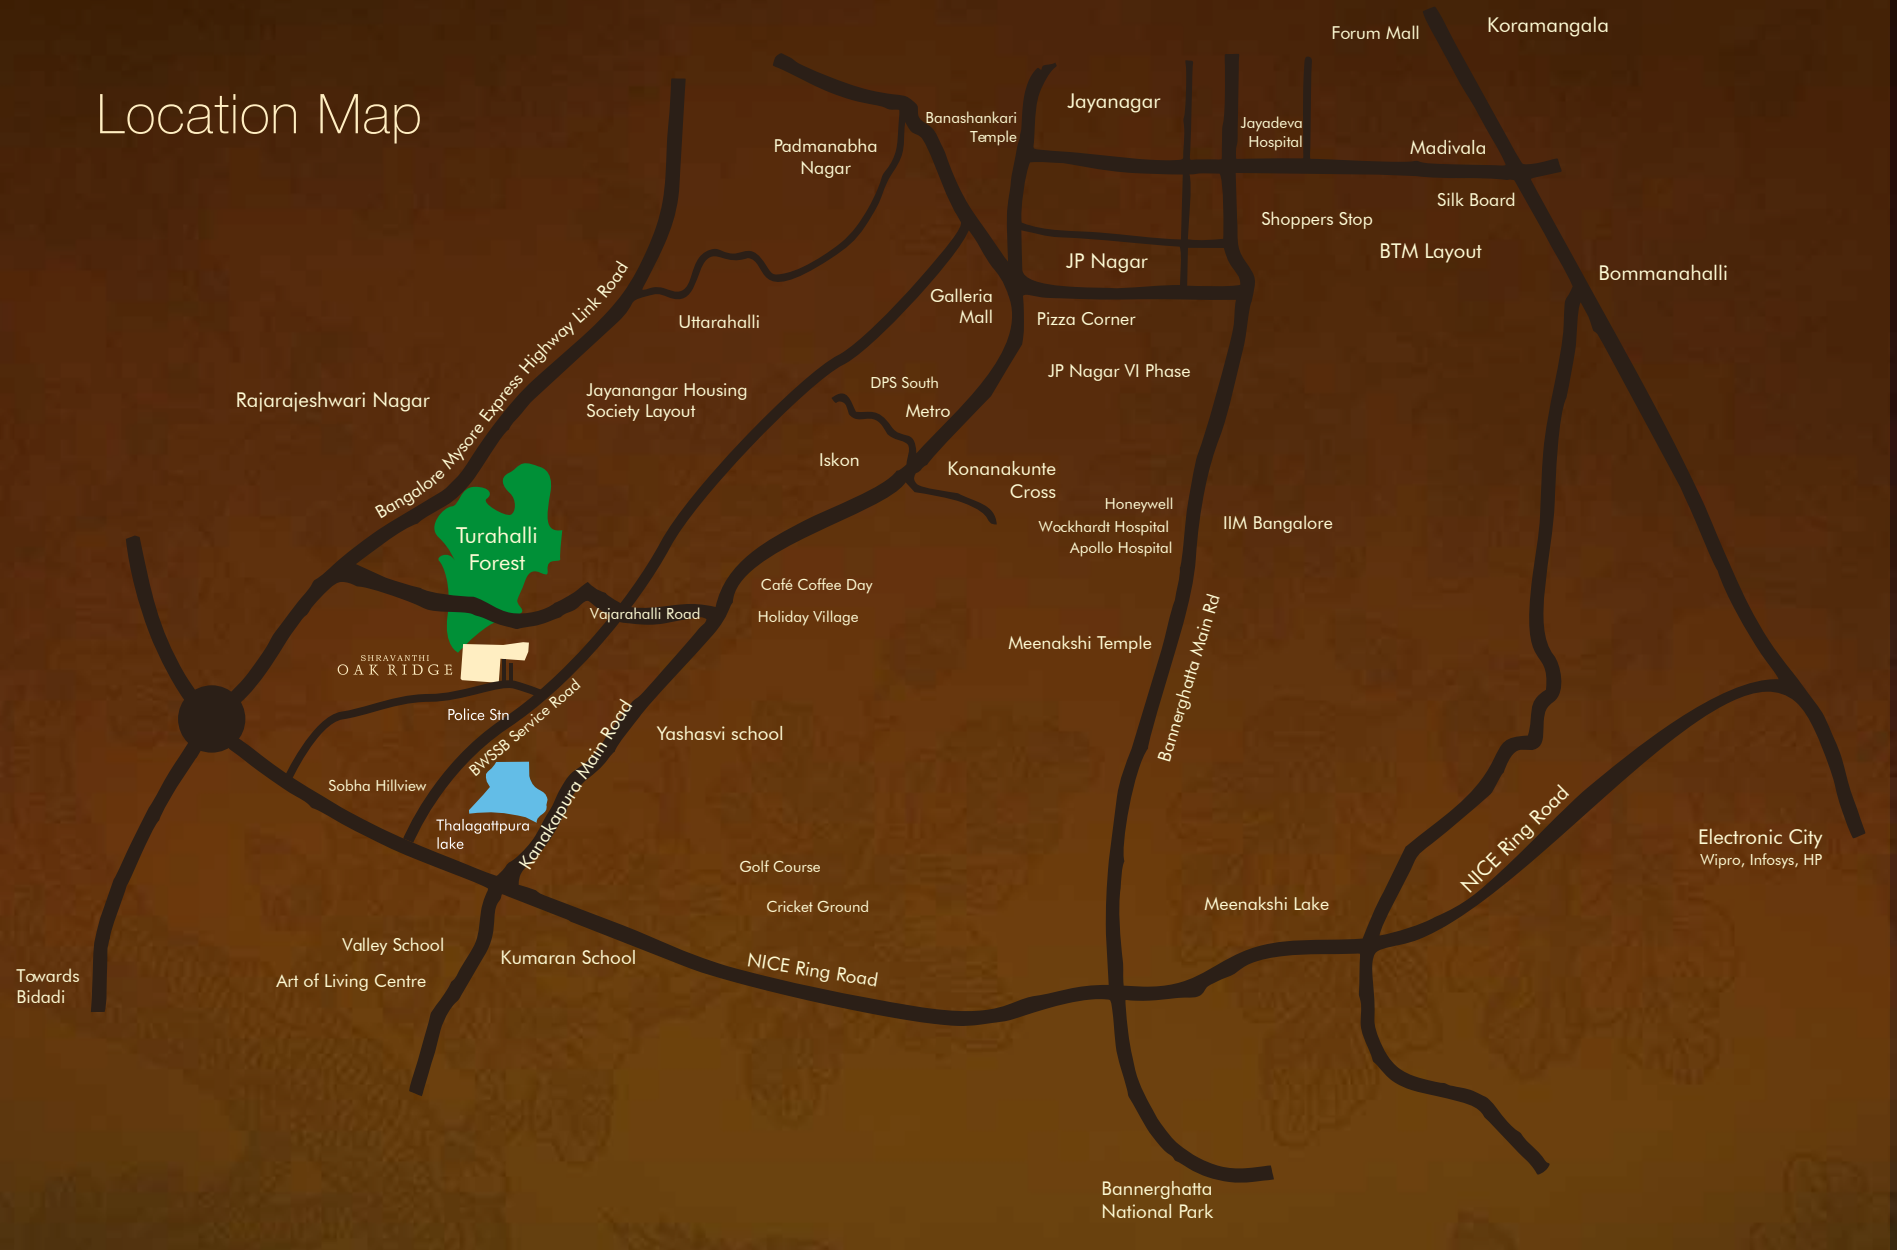 Location Map
Forum Mall
Koramangala
Jayanagar
Banashankari
Temple
Jayadeva
Hospital
Padmanabha
Nagar
Madivala
Silk Board
Shoppers Stop
BTM Layout
JP Nagar
Bommanahalli
Galleria
Mall
Pizza Corner
Uttarahalli
Bangalore Mysore Express Highway Link Road
JP Nagar VI Phase
DPS South
Jayanangar Housing
Society Layout
Rajarajeshwari Nagar
Metro
Iskon
Konanakunte
Cross
Honeywell
Wockhardt Hospital
Apollo Hospital
IIM Bangalore
Turahalli
Forest
Café Coffee Day
Vajarahalli Road
Holiday Village
Meenakshi Temple
Bannerghatta Main Rd
SHRAVANTHI
OAK RIDGE
Police Stn
BWSSB Service Road
Kanakapura Main Road
Yashasvi school
Sobha Hillview
Thalagattpura
lake
NICE Ring Road
Electronic City
Wipro, Infosys, HP
Golf Course
Cricket Ground
Meenakshi Lake
Valley School
Kumaran School
NICE Ring Road
Art of Living Centre
Towards
Bidadi
Bannerghatta
National Park